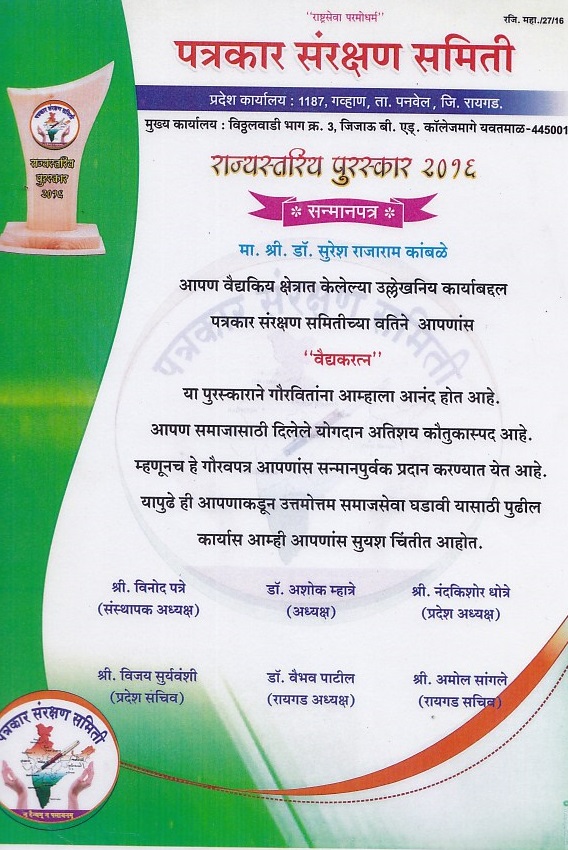 "राष्ट्रसेवा परमोधर्म"
रजि. महा./27/16
पत्रकार संरक्षण समिती
प्रदेश कार्यालय : 1187, गव्हाण, ता. पनवेल , जि. रायगड.
मुख्य कार्यालय : विठ्ठलवाडी भाग क्र. 3, जिजाऊ बी. एड्. कॉलेजमागे यवतमाळ-445001
राज्यस्तरिय पुरस्कार २०१६
राज्यस्तरिय
पुरस्कार
२०१६
* सन्मानपत्र *
मा. श्री. डॉ. सुरेश राजाराम कांबळे
आपण वैद्यकिय क्षेत्रात केलेल्या उल्लेखनिय कार्याबद्दल
पत्रकार संरक्षण समितीच्या वतिने आपणांस
"वैद्यकरत्न"
या पुरस्काराने गौरवितांना आम्हाला आनंद होत आहे.
आपण समाजासाठी दिलेले योगदान अतिशय कौतुकास्पद आहे.
म्हणूनच हे गौरवपत्र आपणांस सन्मानपुर्वक प्रदान करण्यात येत आहे.
यापुढे ही आपणाकडून उत्तमोत्तम समाजसेवा घडावी यासाठी पुढील
कार्यास आम्ही आपणांस सुयश चिंतीत आहोत.
श्री. विनोद पत्रे
(संस्थापक अध्यक्ष)
डॉ. अशोक म्हात्रे
(अध्यक्ष)
श्री. नंदकिशोर धोत्रे
(प्रदेश अध्यक्ष)
श्री. विजय सुर्यवंशी
(प्रदेश सचिव)
डॉ. वैभव पाटील
(रायगड अध्यक्ष)
श्री. अमोल सांगले
(रायगड सचिव)
पत्रकार संरक्षण समिती